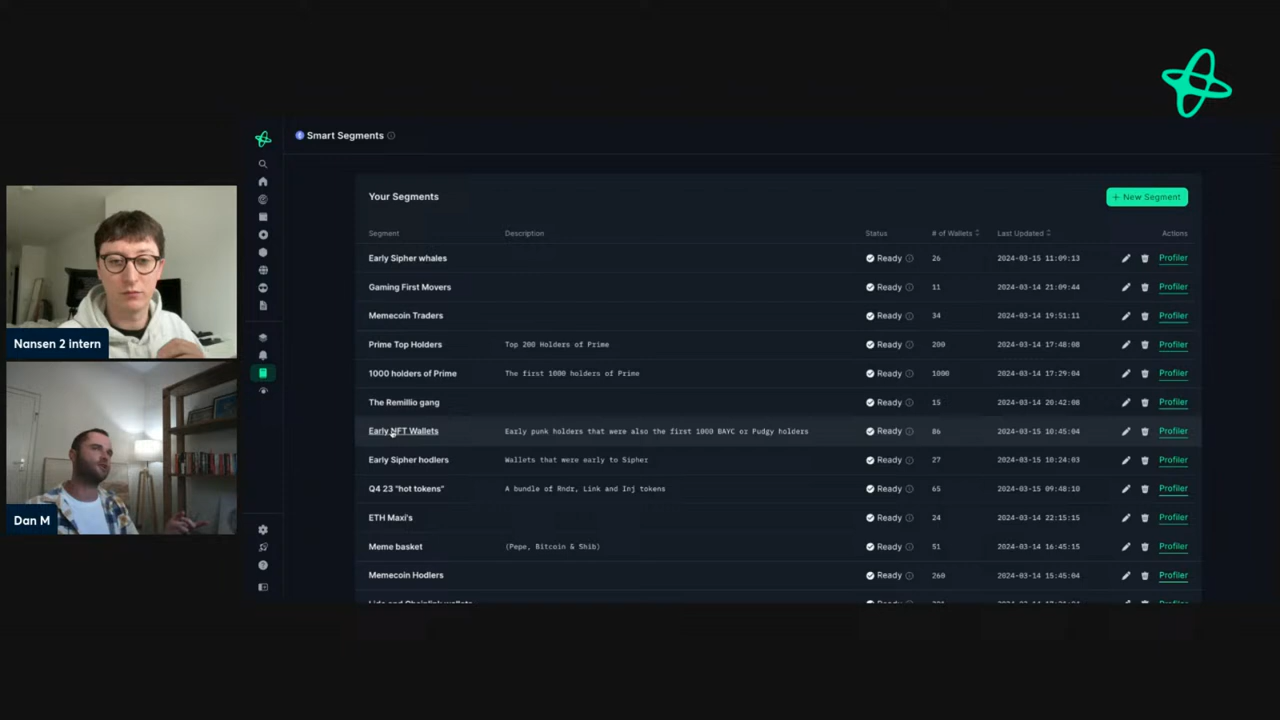 Smart Segments
Your Segments
+ New Segment
Segment Description Status # of Wallets Last Updated Actions
Early Sipher whales Ready 26 2024-03-15 11:09:13 Profiler
Gaming First Movers Ready 11 2024-03-14 21:09:44 Profiler
Memecoin Traders Ready 34 2024-03-14 19:51:11 Profiler
Prime Top Holders Top 200 Holders of Prime Ready 200 2024-03-14 17:48:08 Profiler
1000 holders of Prime The first 1000 holders of Prime Ready 1000 2024-03-14 17:29:04 Profiler
The Remillio gang Ready 15 2024-03-14 20:42:08 Profiler
Early NFT Wallets Early punk holders that were also the first 1000 BAYC or Pudgy holders Ready 86 2024-03-15 10:45:04 Profiler
Early Sipher hodlers Wallets that were early to Sipher Ready 27 2024-03-15 10:24:03 Profiler
Q4 23 "hot tokens" A bundle of Rndr, Link and Inj tokens Ready 65 2024-03-15 09:48:10 Profiler
ETH Maxi's Ready 24 2024-03-14 22:15:15 Profiler
Meme basket (Pepe, Bitcoin & Shib) Ready 51 2024-03-14 16:45:15 Profiler
Memecoin Hodlers Ready 260 2024-03-14 15:45:04 Profiler
Nansen 2 Intern
Dan M